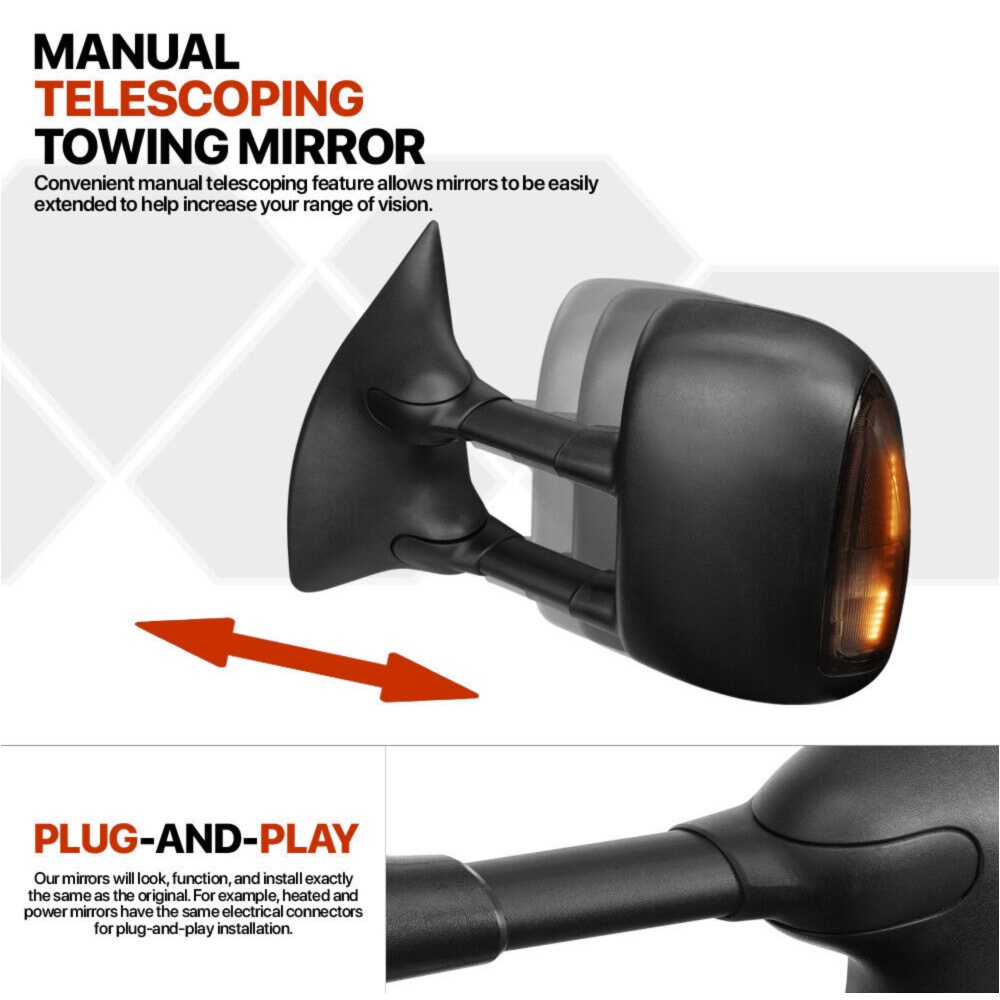 MANUAL
TELESCOPING
TOWING MIRROR
Convenient manual telescoping feature allows mirrors to be easily
extended to help increase your range of vision.
PLUG-AND-PLAY
Our mirrors will look, function, and install exactly
the same as the original. For example, heated and
power mirrors have the same electrical connectors
for plug-and-play installation.